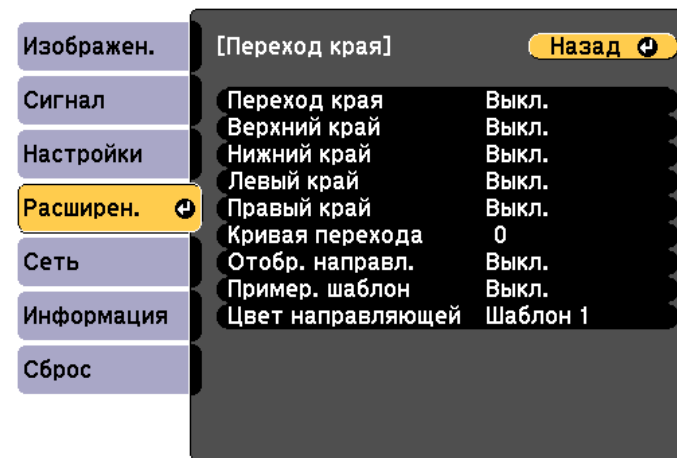 Изображен.
Сигнал
Настройки
Расширен.
Сеть
Информация
Сброс
[Переход края] Назад
Переход края Выкл.
Верхний край Выкл.
Нижний край Выкл.
Левый край Выкл.
Правый край Выкл.
Кривая перехода 0
Отобр. направл. Выкл.
Пример. шаблон Выкл.
Цвет направляющей Шаблон 1